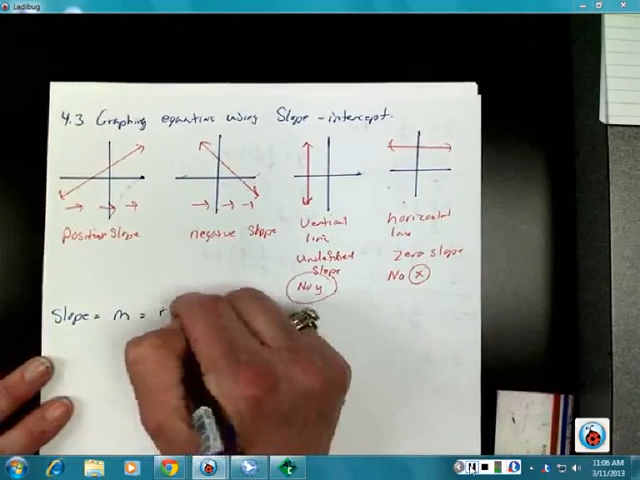 Ladibug
4.3 Graphing equations using Slope-intercept.
positive slope
negative slope
vertical
line
undefined
slope
No y
horizontal
line
zero slope
No x
Slope = m = r
11:06 AM
3/11/2013